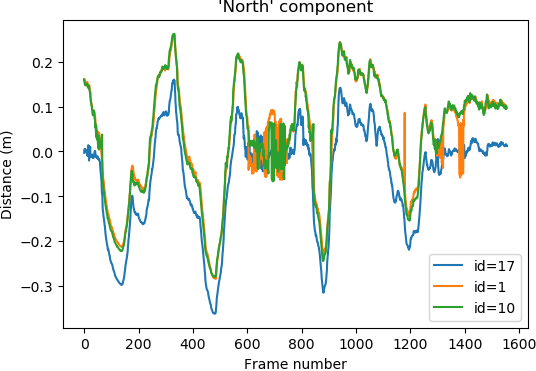 'North' component
Distance (m)
0.2
0.1
0.0
−0.1
−0.2
−0.3
0 200 400 600 800 1000 1200 1400 1600
Frame number
id=17
id=1
id=10